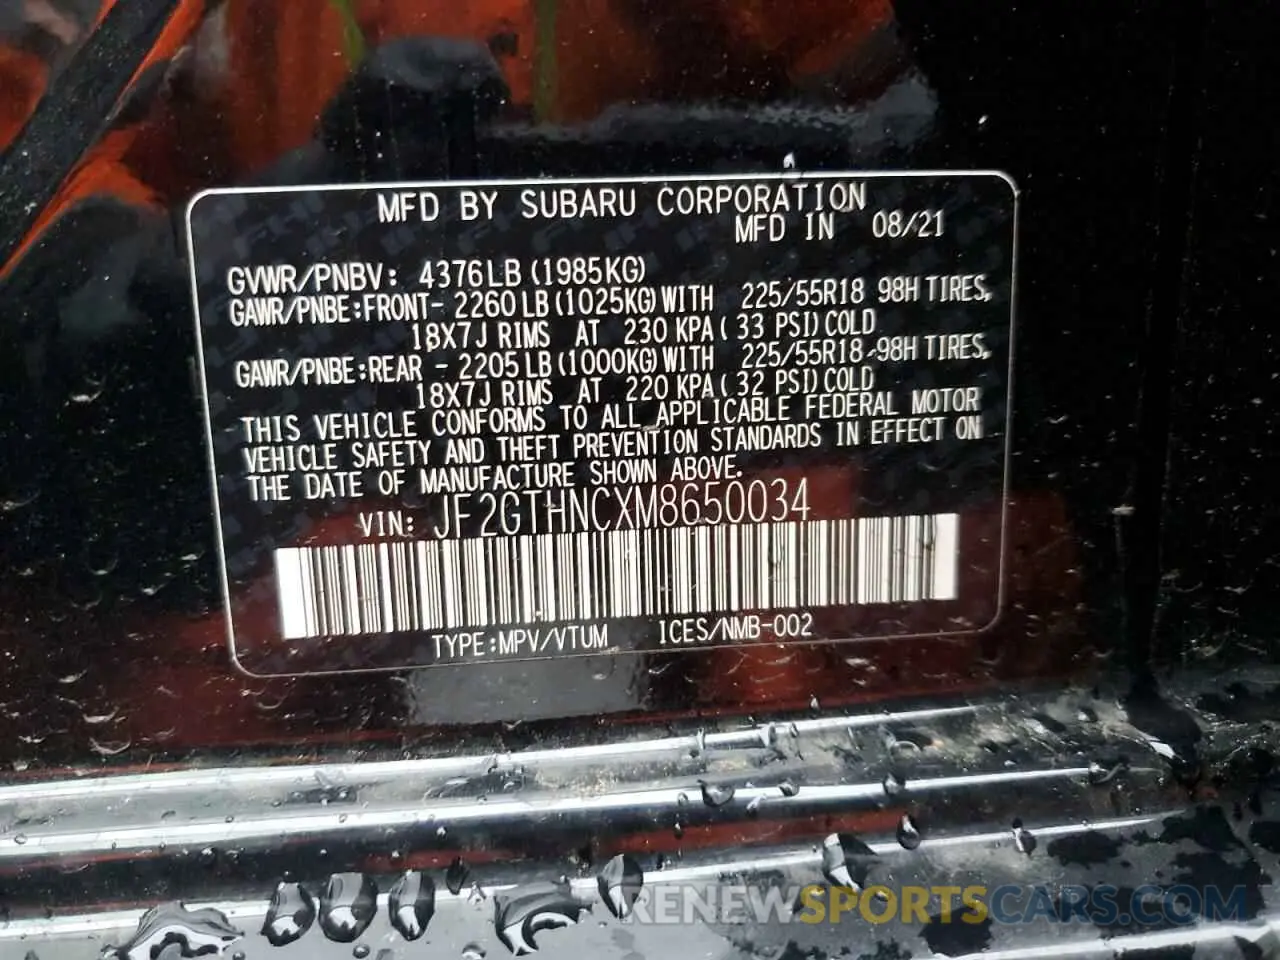 MFD BY SUBARU CORPORATION
MFD IN 08/21
GVWR/PNBV: 4376LB (1985KG)
GAWR/PNBE:FRONT- 2260 LB (1025KG) WITH 225/55R18 98H TIRES,
18X7J RIMS AT 230 KPA ( 33 PSI) COLD
GAWR/PNBE:REAR - 2205 LB (1000KG) WITH 225/55R18 98H TIRES,
18X7J RIMS AT 220 KPA ( 32 PSI) COLD
THIS VEHICLE CONFORMS TO ALL APPLICABLE FEDERAL MOTOR
VEHICLE SAFETY AND THEFT PREVENTION STANDARDS IN EFFECT ON
THE DATE OF MANUFACTURE SHOWN ABOVE.
VIN: JF2GTHNCXM8650034
TYPE:MPV/VTUM ICES/NMB-002
RENEWSPORTSCARS.COM